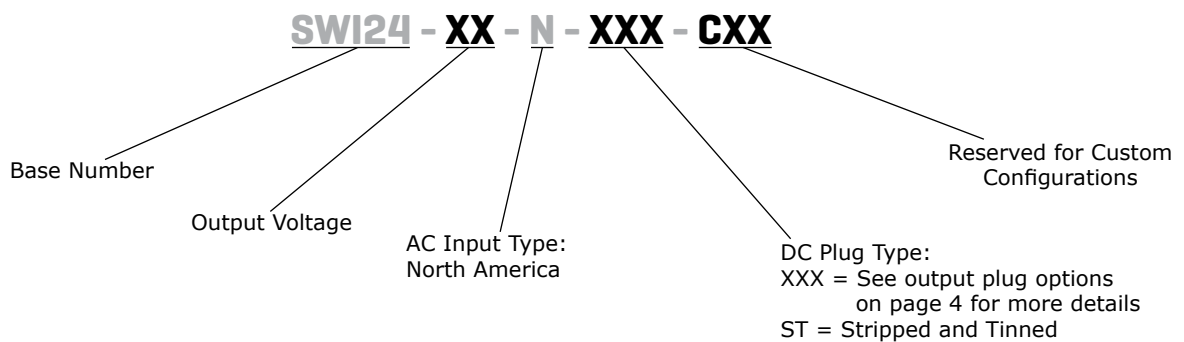 SWI24 - XX - N - XXX - CXX
Base Number
Output Voltage
AC Input Type:
North America
DC Plug Type:
XXX = See output plug options
on page 4 for more details
ST = Stripped and Tinned
Reserved for Custom
Configurations